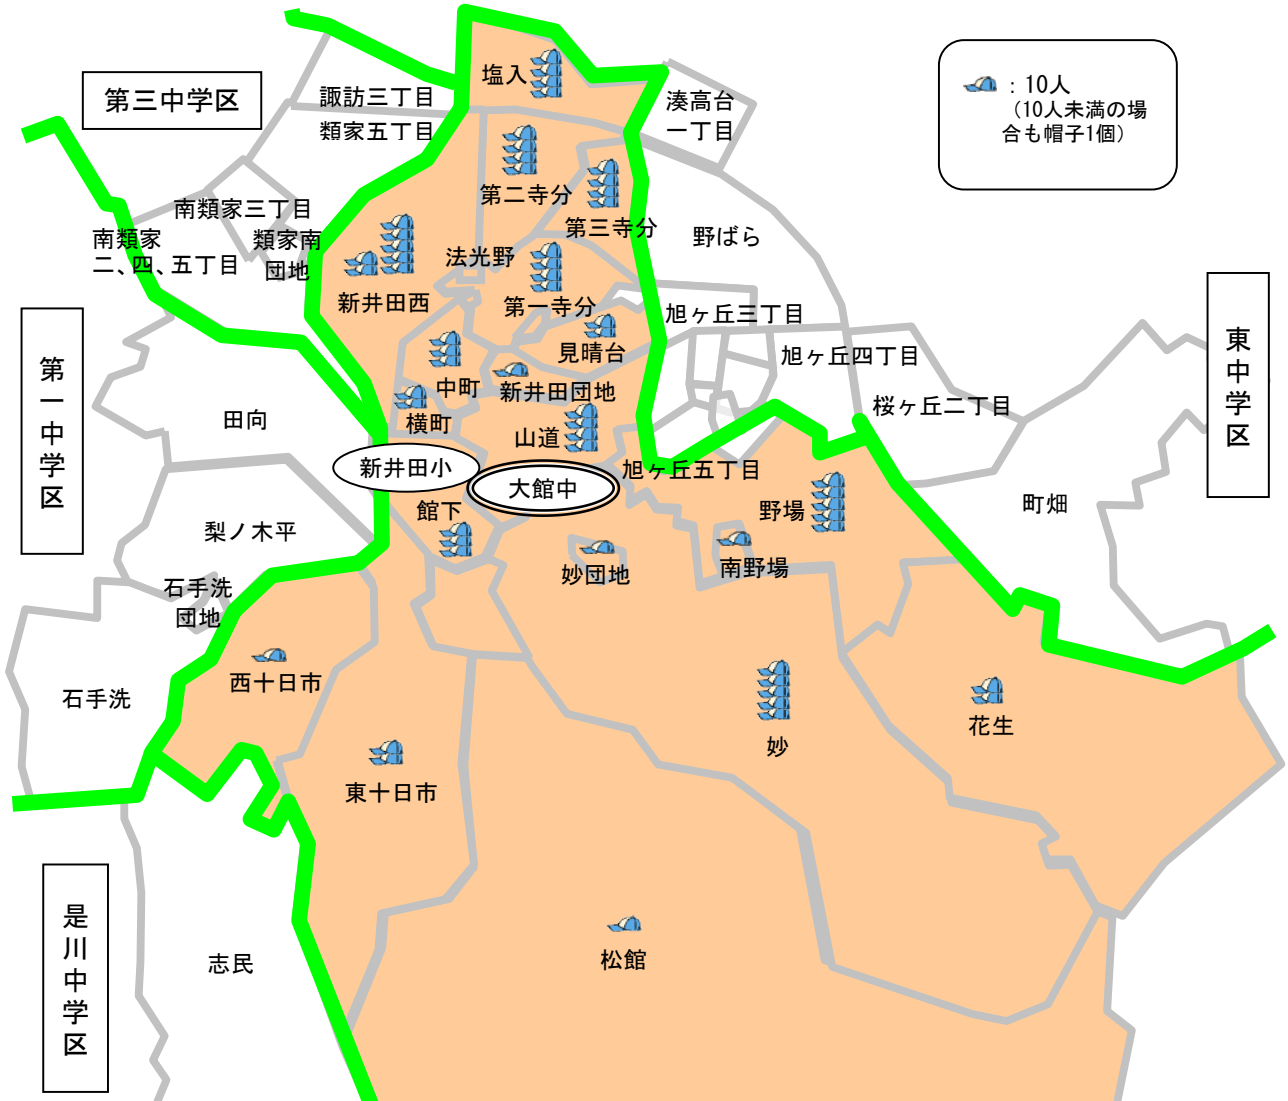 塩入
：10人
（10人未満の場
合も帽子1個）
第三中学区
諏訪三丁目
類家五丁目
湊高台
一丁目
第二寺分
第三寺分
南類家三丁目
南類家
二、四、五丁目
類家南
団地
法光野
野ばら
新井田西
第一寺分
旭ヶ丘三丁目
見晴台
旭ヶ丘四丁目
東中学区
第一中学区
中町
新井田団地
横町
桜ヶ丘二丁目
田向
山道
新井田小
旭ヶ丘五丁目
大館中
館下
野場
町畑
梨ノ木平
妙団地
南野場
石手洗
団地
西十日市
石手洗
花生
妙
東十日市
是川中学区
志民
松館